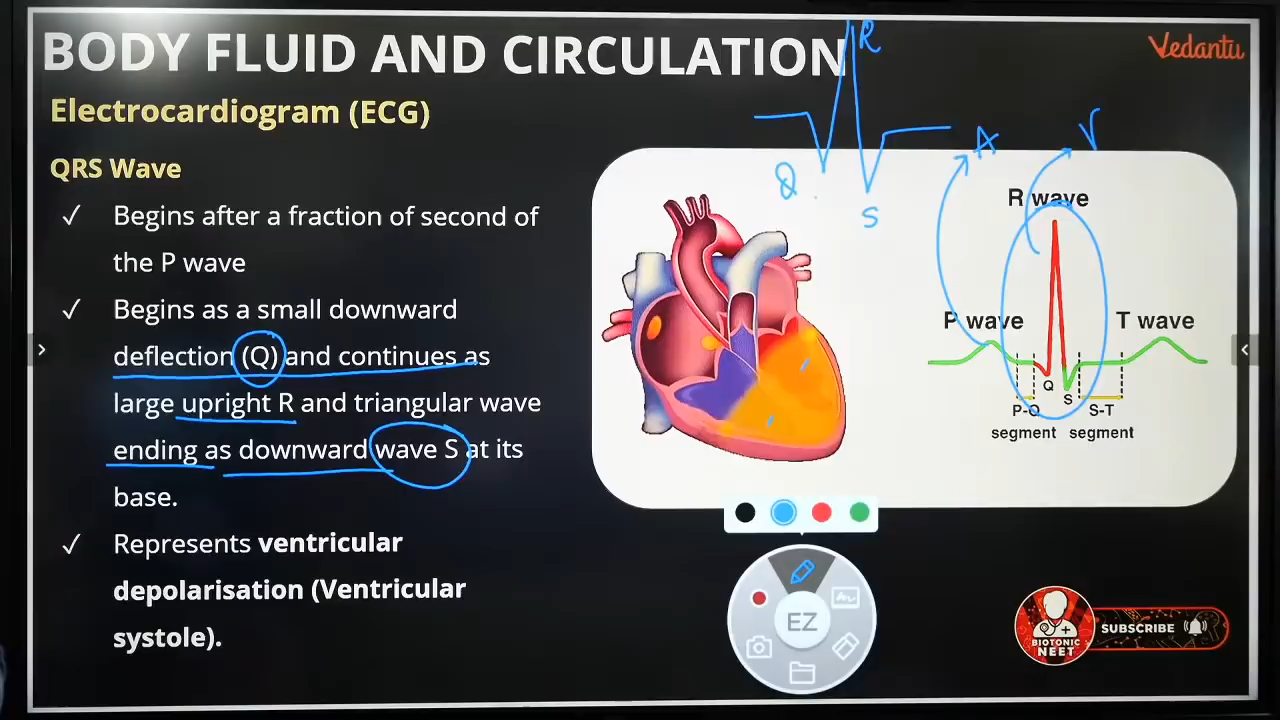 BODY FLUID AND CIRCULATION
R
Vedantu
Electrocardiogram (ECG)
A
V
QRS Wave
Q
S
R wave
✓ Begins after a fraction of second of
the P wave
✓ Begins as a small downward
deflection (Q) and continues as
large upright R and triangular wave
ending as downward wave S at its
base.
✓ Represents ventricular
depolarisation (Ventricular
systole).
P wave
T wave
Q
S
P-Q
segment
S-T
segment
EZ
BIOTONIC
NEET
SUBSCRIBE